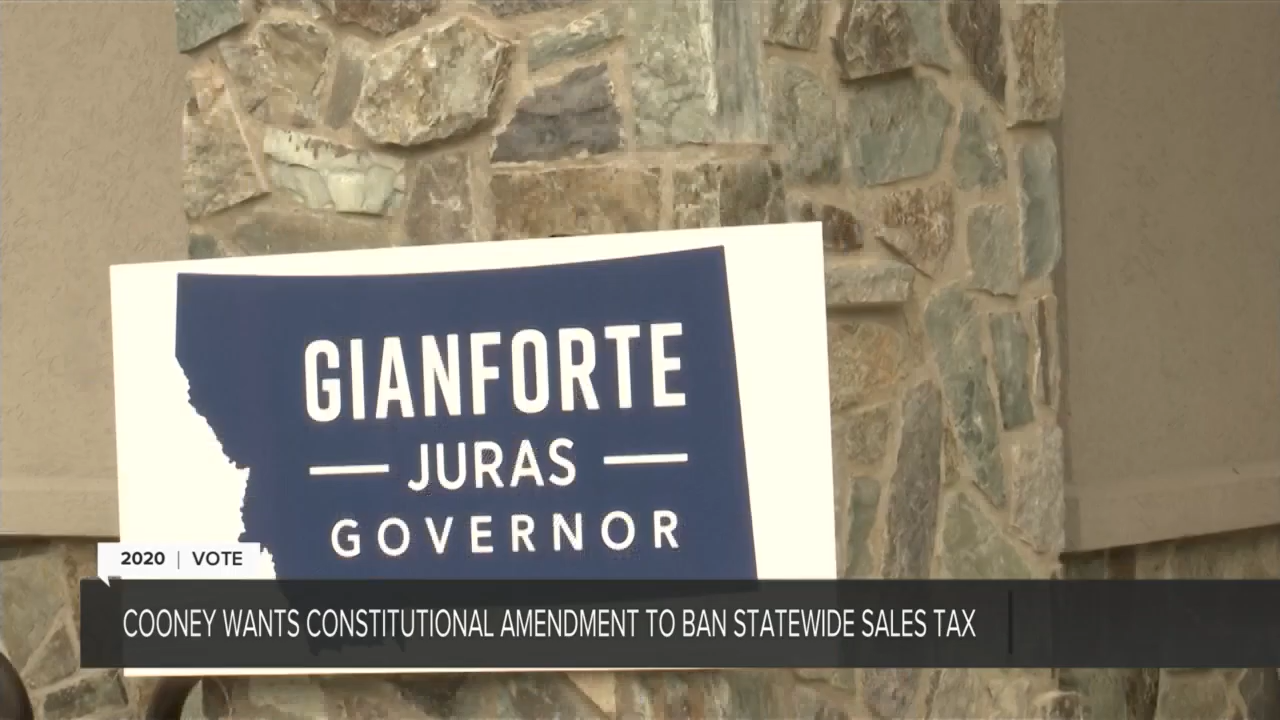 GIANFORTE
JURAS
GOVERNOR
2020 | VOTE
COONEY WANTS CONSTITUTIONAL AMENDMENT TO BAN STATEWIDE SALES TAX